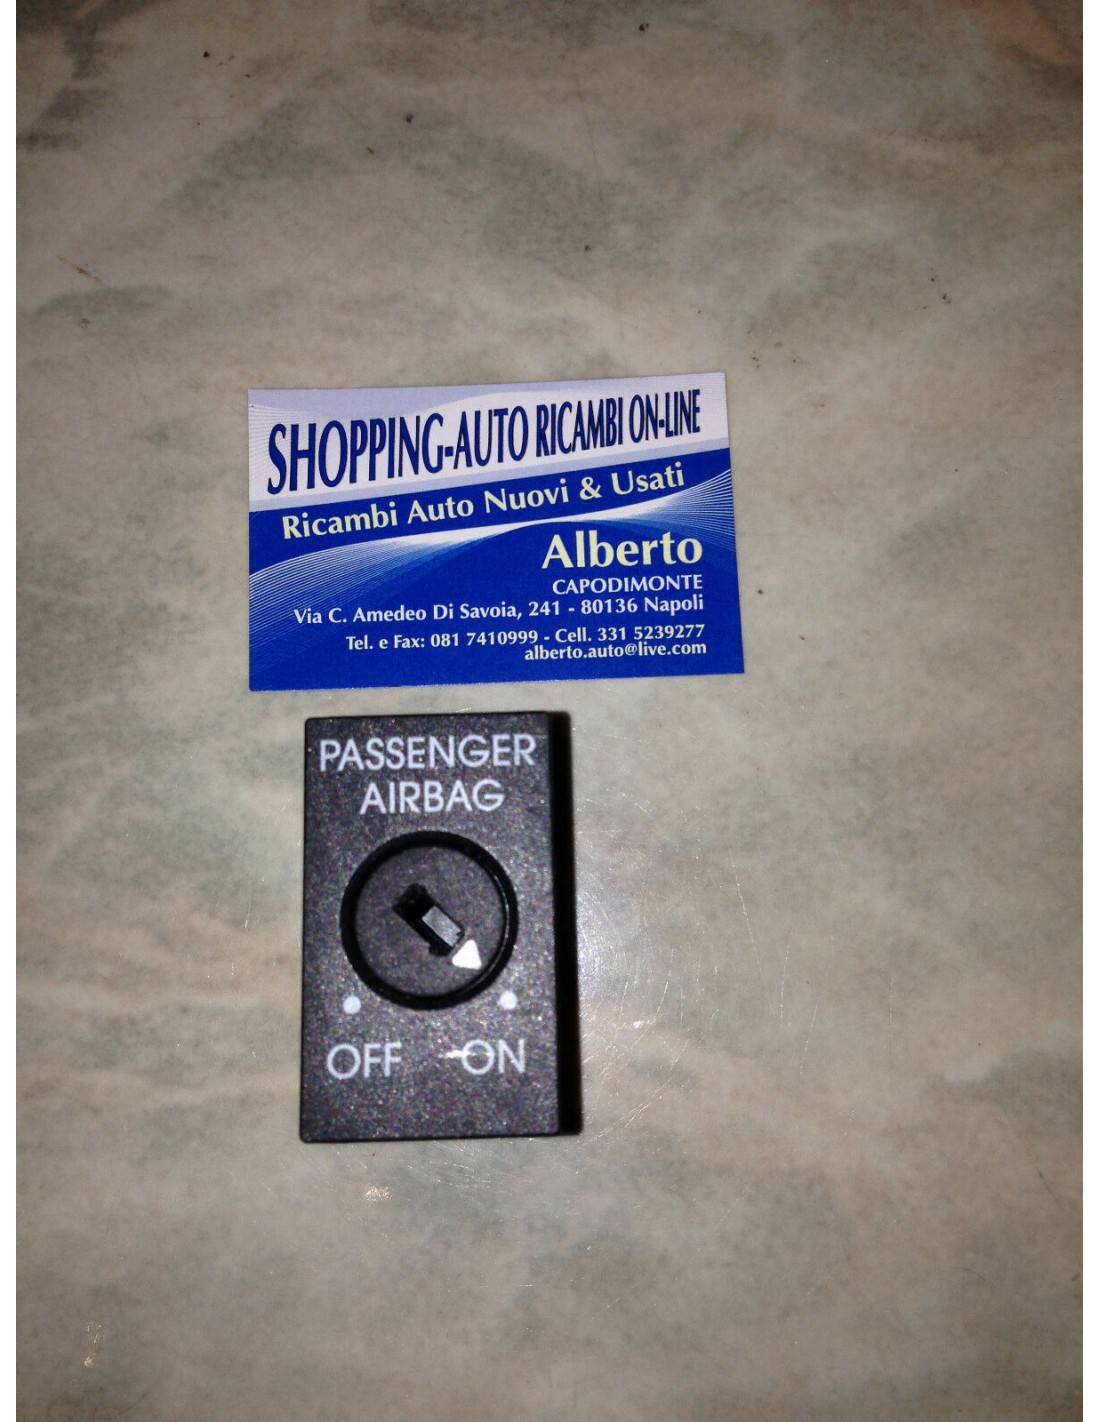 SHOPPING-AUTO RICAMBI ON-LINE
Ricambi Auto Nuovi & Usati
Alberto
CAPODIMONTE
Via C. Amedeo Di Savoia, 241 - 80136 Napoli
Tel. e Fax: 081 7410999 - Cell. 331 5239277
alberto.auto@live.com
PASSENGER
AIRBAG
OFF ON